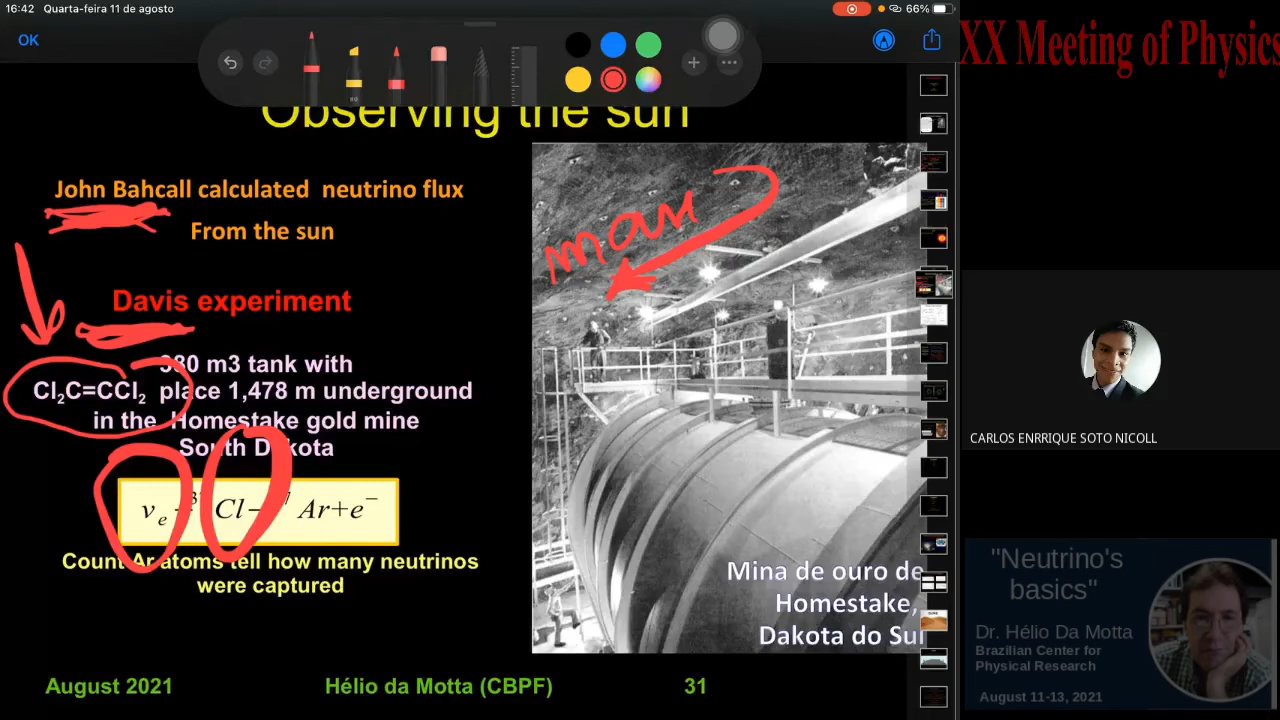 16:42 Quarta-feira 11 de agosto
66%
OK
XX Meeting of Physics
Observing the sun
John Bahcall calculated neutrino flux
From the sun
man
Davis experiment
m3 tank with
Cl₂C=CCl₂ place 1,478 m underground
in the Homestake gold mine
South Dakota
νₑ Cl Ar+e⁻
Count Ar atoms tell how many neutrinos
were captured
Mina de ouro de
Homestake,
Dakota do Sul
August 2021
Hélio da Motta (CBPF)
31
CARLOS ENRRIQUE SOTO NICOLL
"Neutrino's
basics"
Dr. Hélio Da Motta
Brazilian Center for
Physical Research
August 11-13, 2021